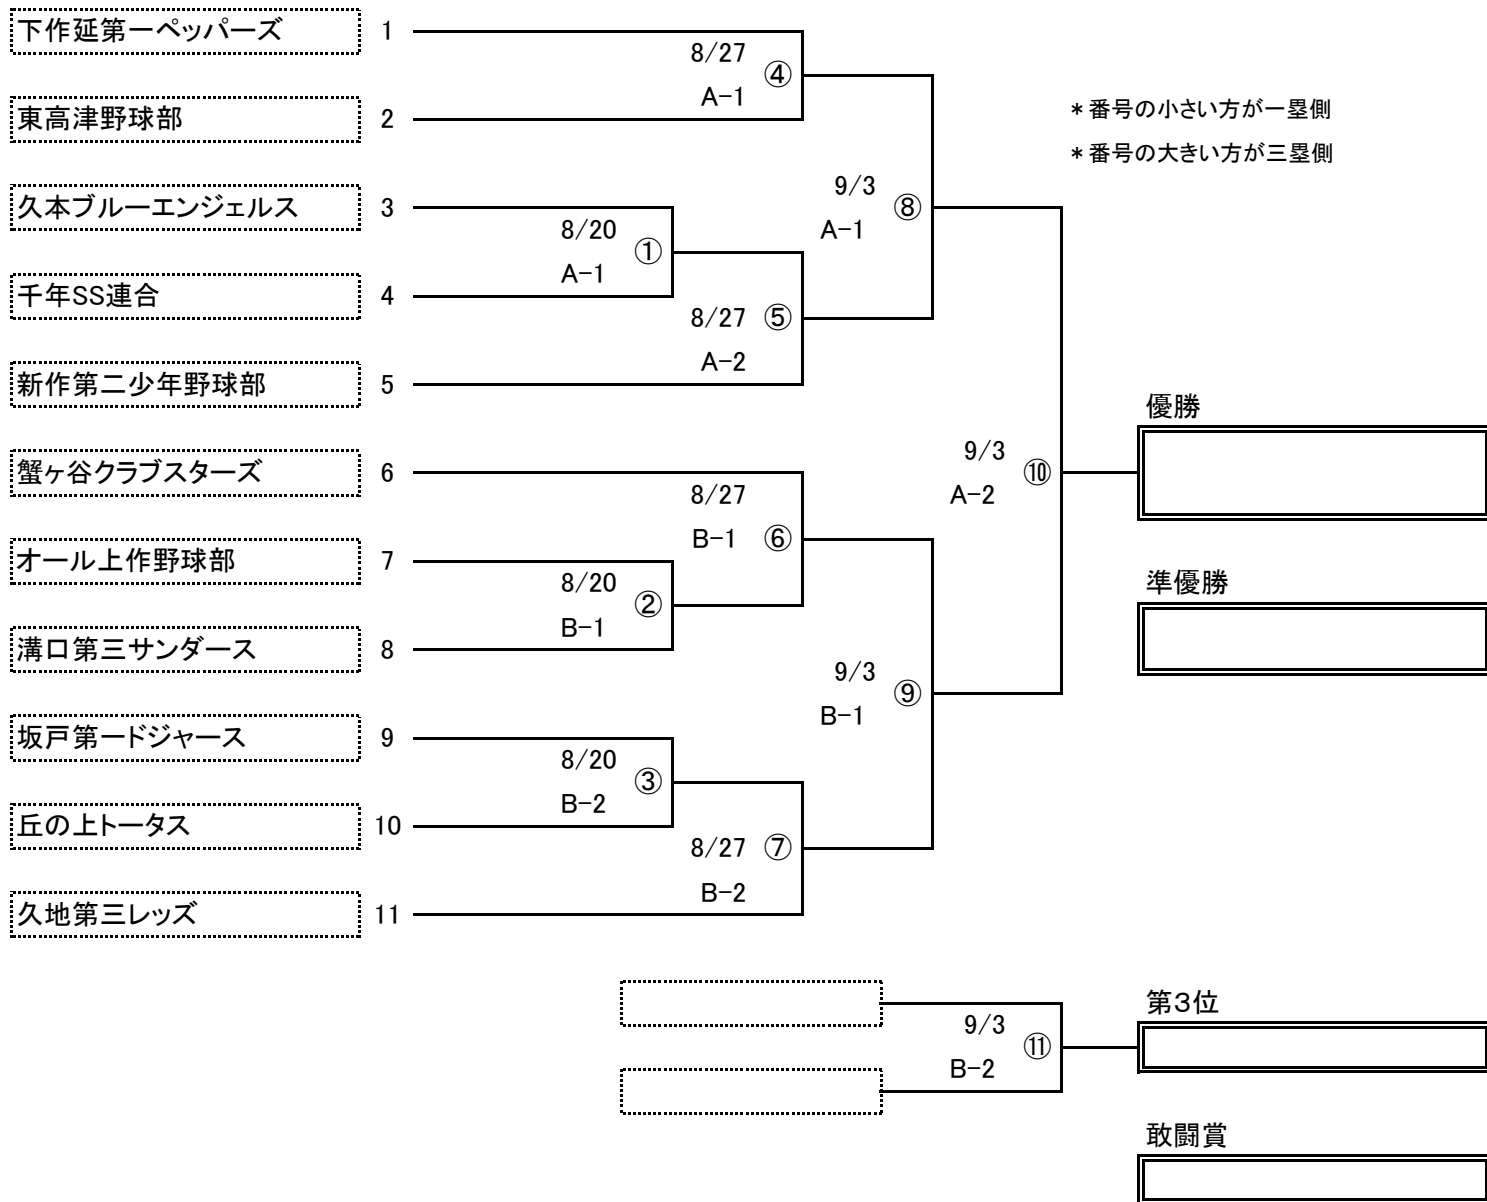 下作延第一ペッパーズ 1
8/27 ④
A-1
東高津野球部 2
*番号の小さい方が一塁側
*番号の大きい方が三塁側
久本ブルーエンジェルス 3
9/3 ⑧
A-1
8/20 ①
A-1
千年SS連合 4
8/27 ⑤
A-2
新作第二少年野球部 5
優勝
蟹ヶ谷クラブスターズ 6
9/3 ⑩
A-2
8/27
B-1 ⑥
オール上作野球部 7
8/20 ②
B-1
準優勝
溝口第三サンダース 8
9/3 ⑨
B-1
坂戸第一ドジャース 9
8/20 ③
B-2
丘の上トータス 10
8/27 ⑦
B-2
久地第三レッズ 11
第3位
9/3 ⑪
B-2
敢闘賞